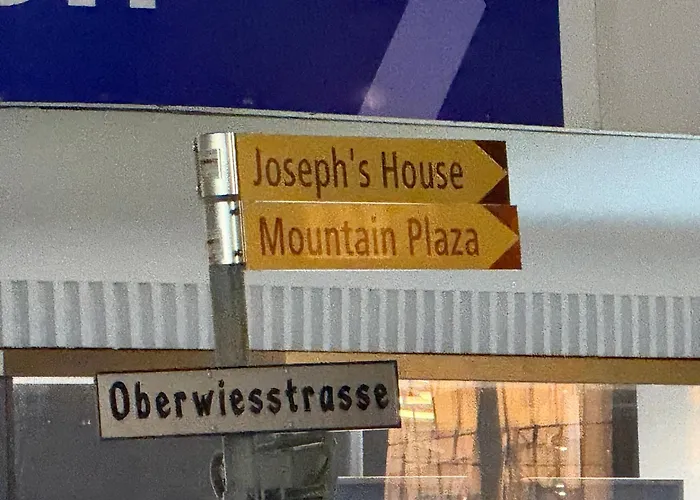 Joseph's House
Mountain Plaza
Oberwiesstrasse